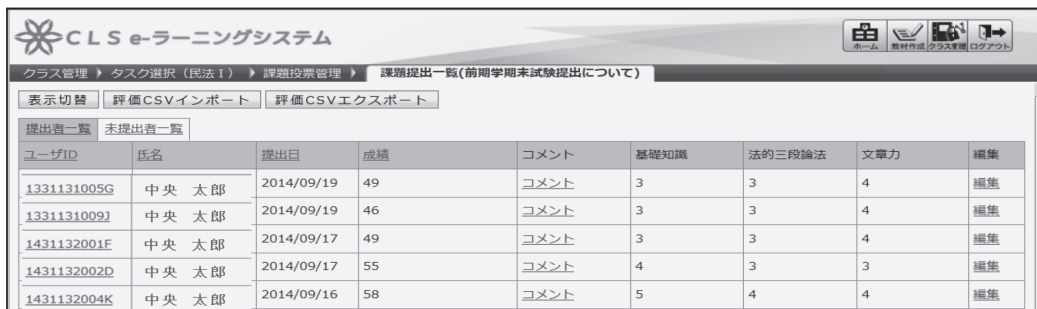 CLS e-ラーニングシステム
ホーム 教材作成 クラス管理 ログアウト
クラス管理 タスク選択(民法Ⅰ) 課題投票管理 課題提出一覧(前期学期末試験提出について)
表示切替 評価CSVインポート 評価CSVエクスポート
提出者一覧 未提出者一覧
ユーザID 氏名 提出日 成績 コメント 基礎知識 法的三段論法 文章力 編集
1331131005G 中央 太郎 2014/09/19 49 コメント 3 3 4 編集
1331131009J 中央 太郎 2014/09/19 46 コメント 3 3 4 編集
1431132001F 中央 太郎 2014/09/17 49 コメント 3 3 4 編集
1431132002D 中央 太郎 2014/09/17 55 コメント 4 3 3 編集
1431132004K 中央 太郎 2014/09/16 58 コメント 5 4 4 編集